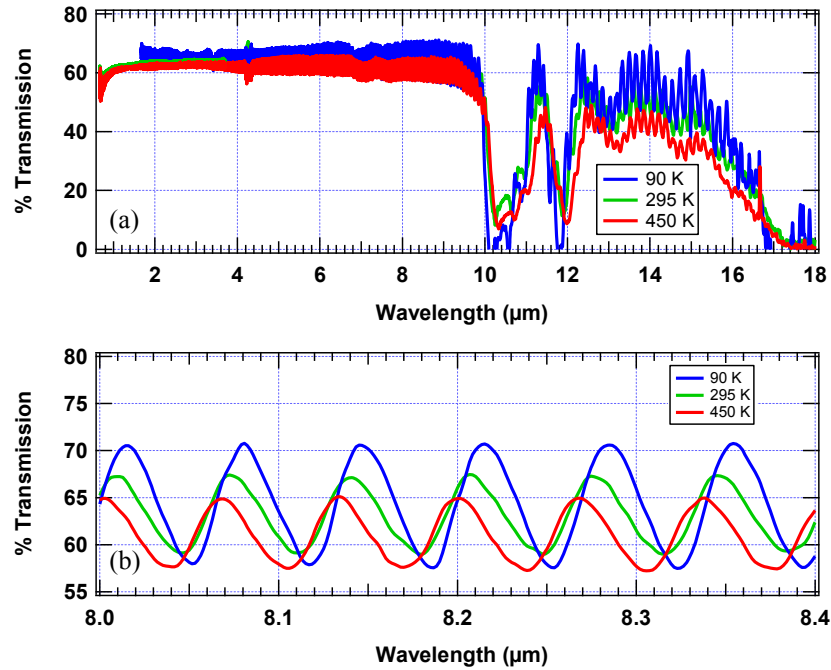 80
60
40
20
0
% Transmission
(a)
90 K
295 K
450 K
2 4 6 8 10 12 14 16 18
Wavelength (µm)
80
75
70
65
60
55
% Transmission
(b)
90 K
295 K
450 K
8.0 8.1 8.2 8.3 8.4
Wavelength (µm)